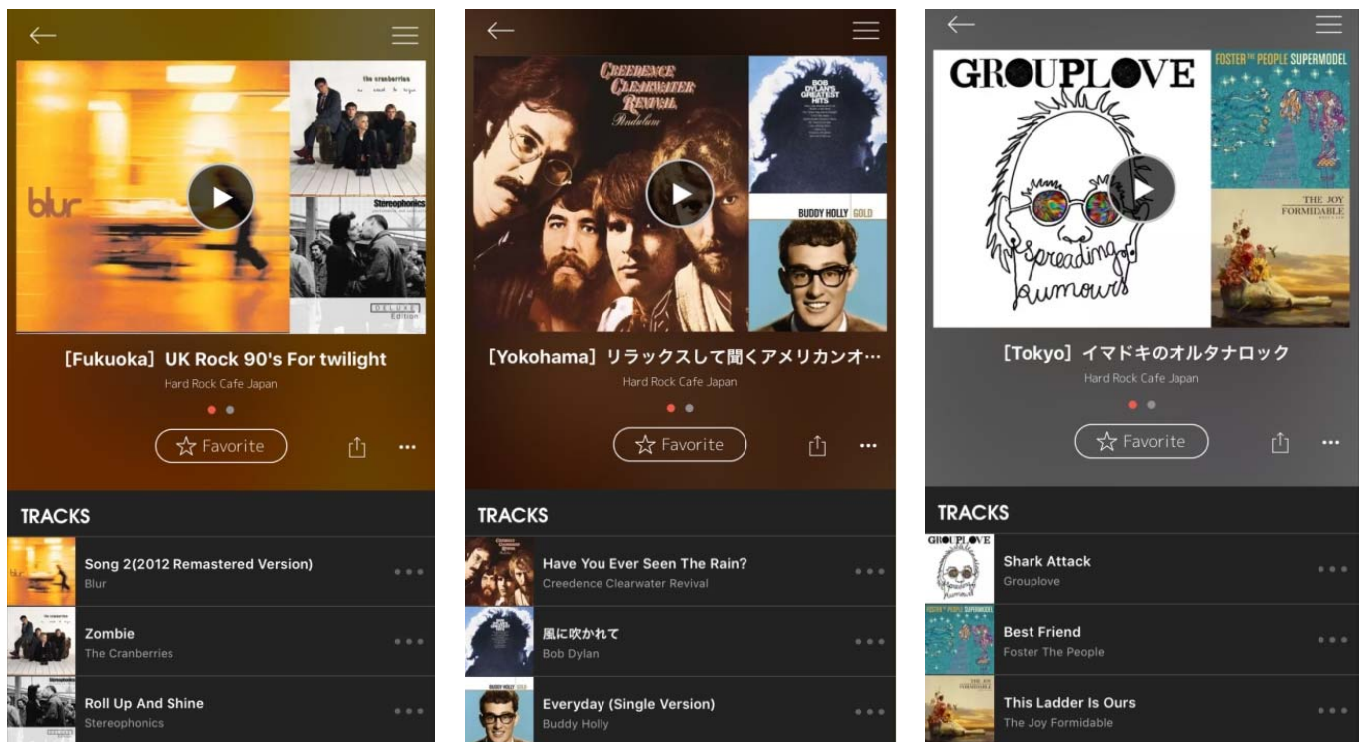 blur
the cranberries
Stereophonics
DELUXE
Edition
[Fukuoka] UK Rock 90's For twilight
Hard Rock Cafe Japan
Favorite
TRACKS
Song 2(2012 Remastered Version)
Blur
Zombie
The Cranberries
Roll Up And Shine
Stereophonics
CREEDENCE
CLEARWATER
REVIVAL
Pendulum
BOB
DYLAN'S
GREATEST
HITS
BUDDY HOLLY GOLD
[Yokohama] リラックスして聞くアメリカンオ…
Hard Rock Cafe Japan
Favorite
TRACKS
Have You Ever Seen The Rain?
Creedence Clearwater Revival
風に吹かれて
Bob Dylan
Everyday (Single Version)
Buddy Holly
GROUPLOVE
spreading
Rumours
FOSTER THE PEOPLE SUPERMODEL
THE JOY
FORMIDABLE
[Tokyo] イマドキのオルタナロック
Hard Rock Cafe Japan
Favorite
TRACKS
Shark Attack
Grouplove
Best Friend
Foster The People
This Ladder Is Ours
The Joy Formidable